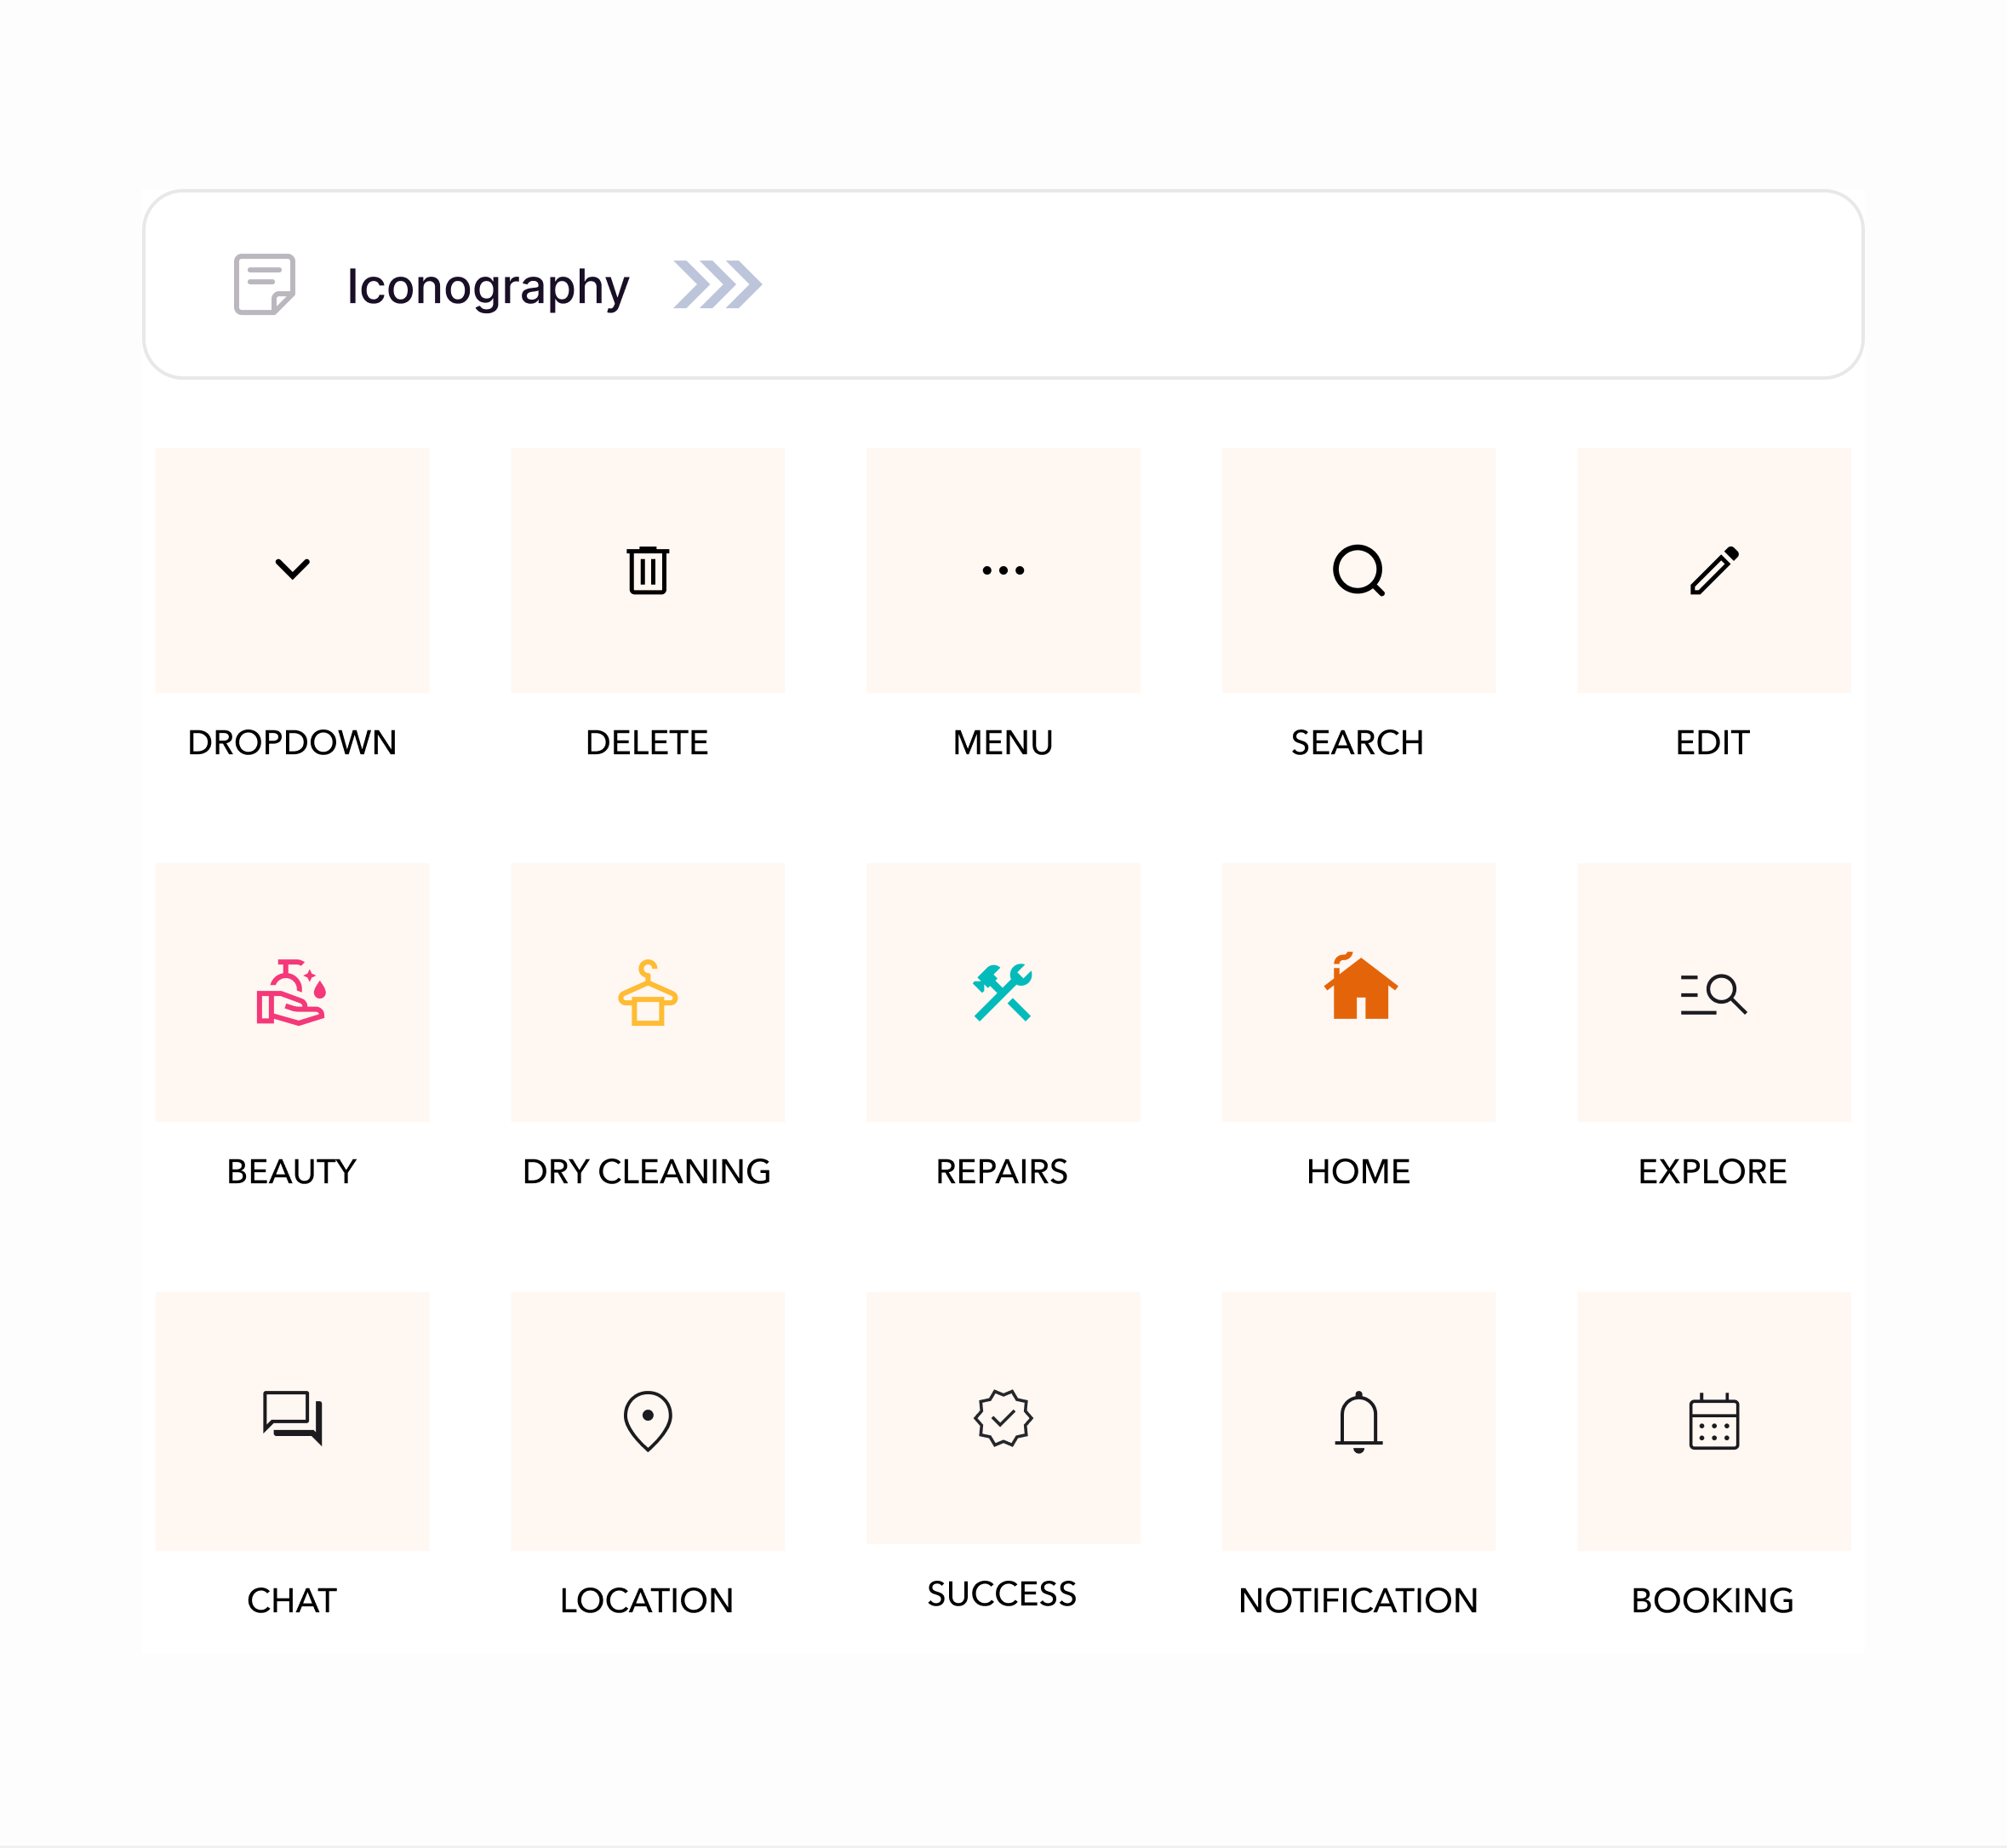 Iconography
DROPDOWN
DELETE
MENU
SEARCH
EDIT
BEAUTY
DRY CLEANING
REPAIRS
HOME
EXPLORE
CHAT
LOCATION
SUCCESS
NOTIFICATION
BOOKING